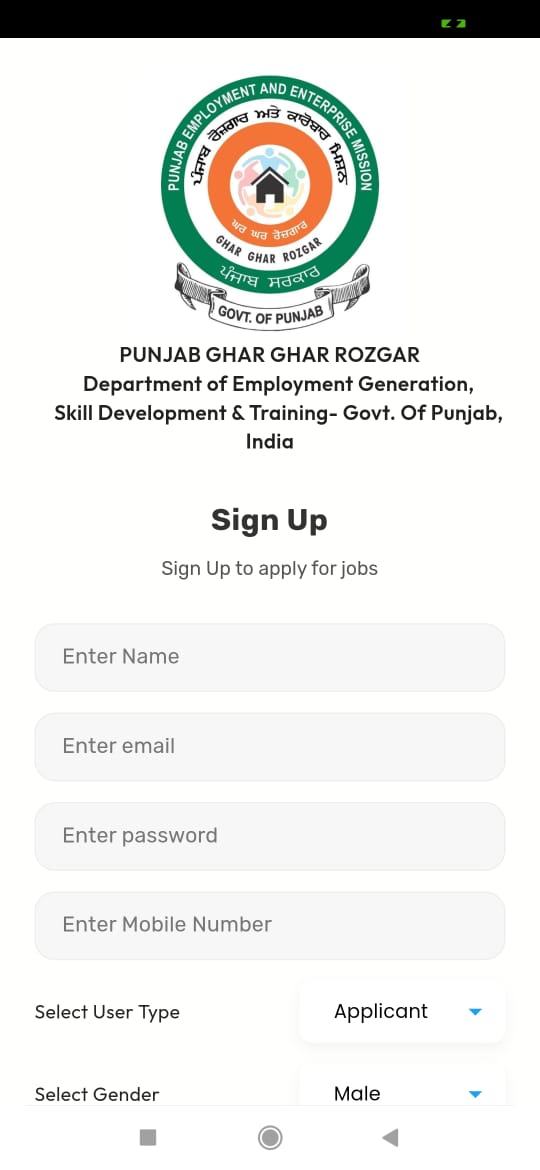 PUNJAB EMPLOYMENT AND ENTERPRISE MISSION
ਪੰਜਾਬ ਰੋਜ਼ਗਾਰ ਅਤੇ ਕਾਰੋਬਾਰ ਮਿਸ਼ਨ
ਘਰ ਘਰ ਰੋਜ਼ਗਾਰ
GHAR GHAR ROZGAR
ਪੰਜਾਬ ਸਰਕਾਰ
GOVT. OF PUNJAB
PUNJAB GHAR GHAR ROZGAR
Department of Employment Generation,
Skill Development & Training- Govt. Of Punjab,
India
Sign Up
Sign Up to apply for jobs
Enter Name
Enter email
Enter password
Enter Mobile Number
Select User Type Applicant
Select Gender Male